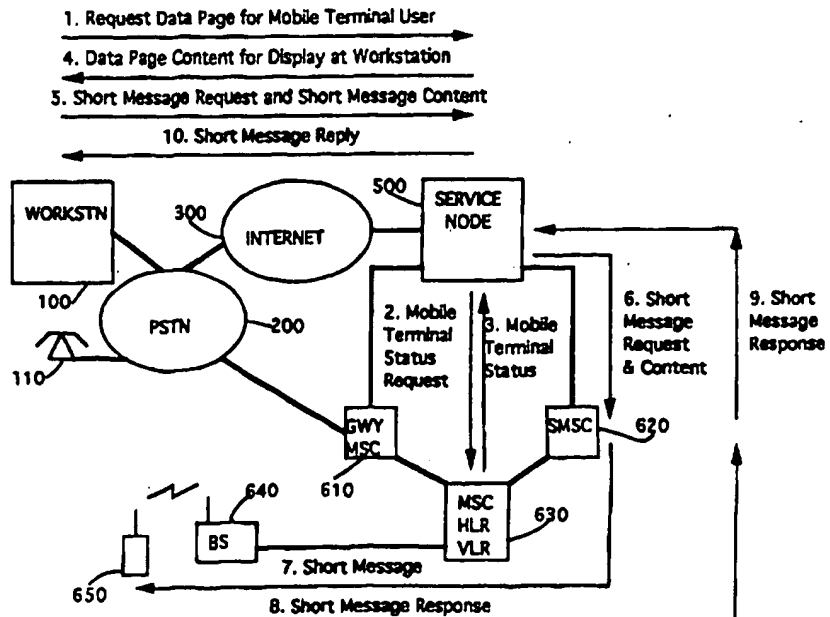 1. Request Data Page for Mobile Terminal User
4. Data Page Content for Display at Workstation
5. Short Message Request and Short Message Content
10. Short Message Reply
WORKSTN
100
300
INTERNET
500
SERVICE
NODE
PSTN
200
110
2. Mobile
Terminal
Status
Request
3. Mobile
Terminal
Status
6. Short
Message
Request
& Content
9. Short
Message
Response
GWY
MSC
610
SMSC
620
MSC
HLR
VLR
630
640
BS
650
7. Short Message
8. Short Message Response